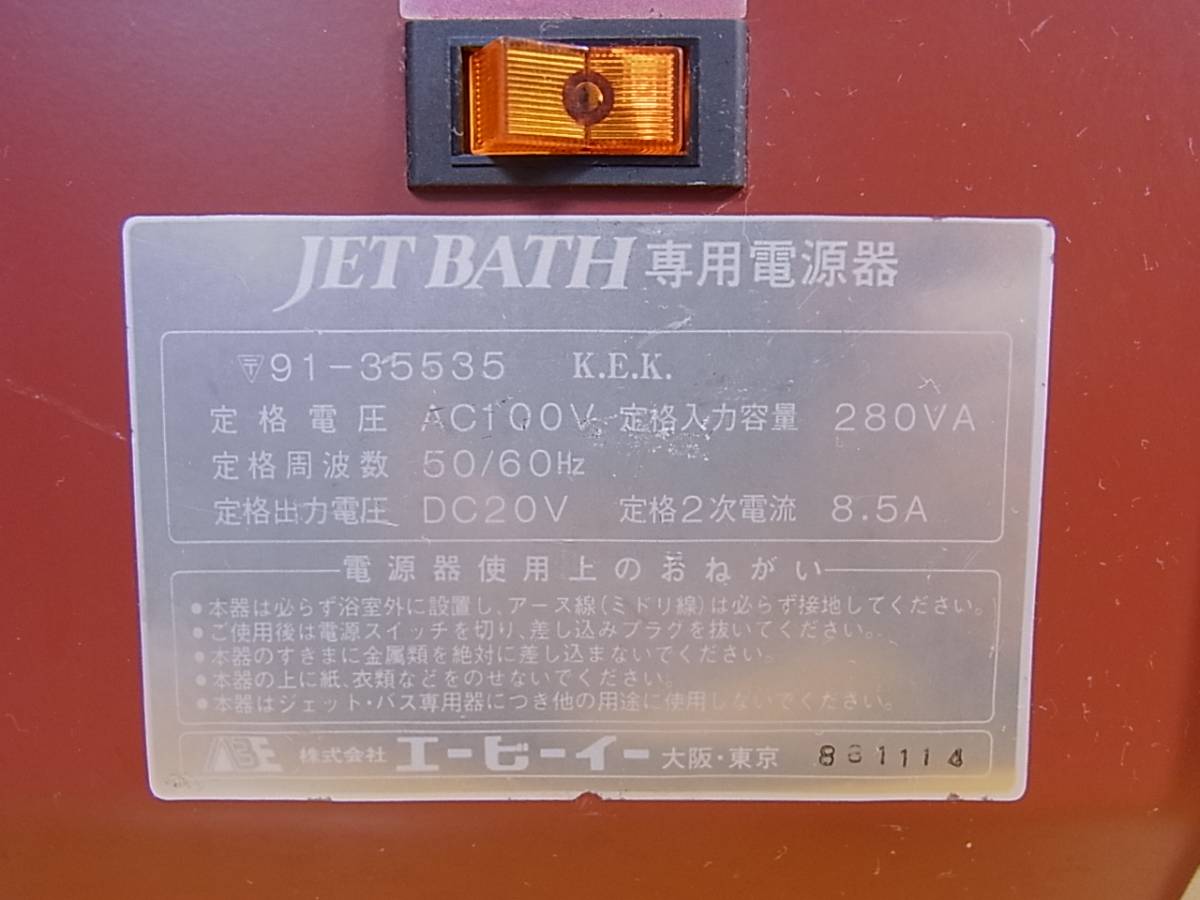 JET BATH 専用電源器
〒91-35535 K.E.K.
定格電圧 AC100V 定格入力容量 280VA
定格周波数 50/60Hz
定格出力電圧 DC20V 定格2次電流 8.5A
電源器使用上のおねがい
●本器は必らず浴室外に設置し、アース線(ミドリ線)は必らず接地してください。
●ご使用後は電源スイッチを切り、差し込みプラグを抜いてください。
●本器のすきまに金属類を絶対に差し込まないでください。
●本器の上に紙、衣類などをのせないでください。
●本器はジェット・バス専用器につき他の用途に使用しないでください。
ABE 株式会社 エービーイー 大阪・東京